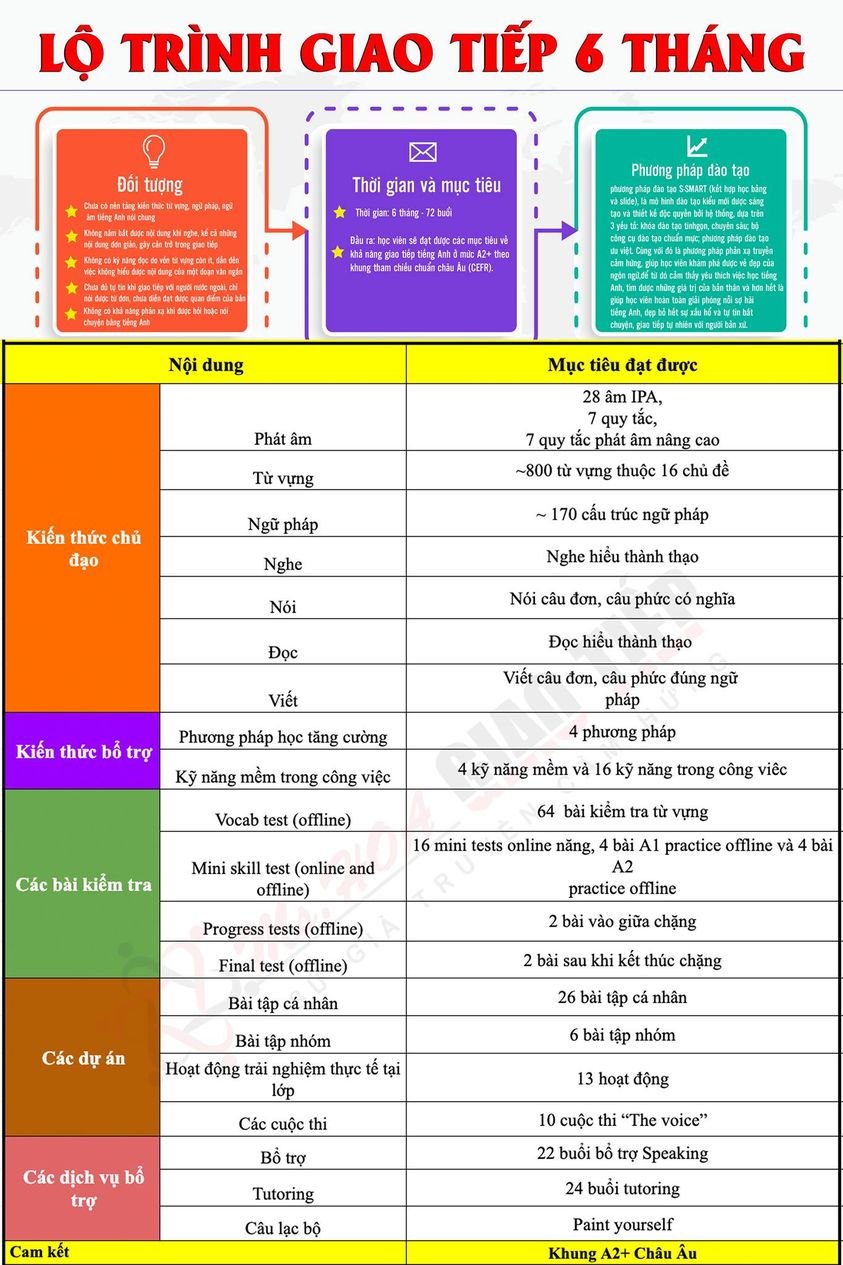 LỘ TRÌNH GIAO TIẾP 6 THÁNG
Đối tượng
Chưa có nền tảng kiến thức từ vựng, ngữ pháp, ngữ
âm tiếng Anh nói chung
Không nắm bắt được nội dung khi nghe, kể cả những
nội dung đơn giản, gây cản trở trong giao tiếp
Không có kỹ năng đọc do vốn từ vựng còn ít, dẫn đến
việc không hiểu được nội dung của một đoạn văn ngắn
Chưa đủ tự tin khi giao tiếp với người nước ngoài, chỉ
nói được từ đơn, chưa diễn đạt được quan điểm của bản
Không có khả năng phản xạ khi được hỏi hoặc nói
chuyện bằng tiếng Anh
Thời gian và mục tiêu
Thời gian: 6 tháng - 72 buổi
Đầu ra: học viên sẽ đạt được các mục tiêu về
khả năng giao tiếp tiếng Anh ở mức A2+ theo
khung tham chiếu chuẩn châu Âu (CEFR).
Phương pháp đào tạo
phương pháp đào tạo S-SMART (kết hợp học bảng
và slide), là mô hình đào tạo kiểu mới được sáng
tạo và thiết kế độc quyền bởi hệ thống, dựa trên
3 yếu tố: khóa đào tạo tinhgọn, chuyên sâu; bộ
công cụ đào tạo chuẩn mực; phương pháp đào tạo
ưu việt. Cùng với đó là phương pháp phản xạ truyền
cảm hứng, giúp học viên khám phá được vẻ đẹp của
ngôn ngữ,để từ đó cảm thấy yêu thích việc học tiếng
Anh, tìm được những giá trị của bản thân và hơn hết là
giúp học viên hoàn toàn giải phóng nỗi sợ hãi
tiếng Anh, dẹp bỏ hết sự xấu hổ và tự tin bắt
chuyện, giao tiếp tự nhiên với người bản xứ.
Nội dung
Mục tiêu đạt được
Kiến thức chủ
đạo
Phát âm
28 âm IPA,
7 quy tắc,
7 quy tắc phát âm nâng cao
Từ vựng
~800 từ vựng thuộc 16 chủ đề
Ngữ pháp
~ 170 cấu trúc ngữ pháp
Nghe
Nghe hiểu thành thạo
Nói
Nói câu đơn, câu phức có nghĩa
Đọc
Đọc hiểu thành thạo
Viết
Viết câu đơn, câu phức đúng ngữ
pháp
Kiến thức bổ trợ
Phương pháp học tăng cường
4 phương pháp
Kỹ năng mềm trong công việc
4 kỹ năng mềm và 16 kỹ năng trong công viêc
Các bài kiểm tra
Vocab test (offline)
64 bài kiểm tra từ vựng
Mini skill test (online and
offline)
16 mini tests online năng, 4 bài A1 practice offline và 4 bài
A2
practice offline
Progress tests (offline)
2 bài vào giữa chặng
Final test (offline)
2 bài sau khi kết thúc chặng
Các dự án
Bài tập cá nhân
26 bài tập cá nhân
Bài tập nhóm
6 bài tập nhóm
Hoạt động trải nghiệm thực tế tại
lớp
13 hoạt động
Các cuộc thi
10 cuộc thi “The voice”
Các dịch vụ bổ
trợ
Bổ trợ
22 buổi bổ trợ Speaking
Tutoring
24 buổi tutoring
Câu lạc bộ
Paint yourself
Cam kết
Khung A2+ Châu Âu
Ms. HOA GIAO TIẾP
SỨ GIẢ TRUYỀN CẢM HỨNG